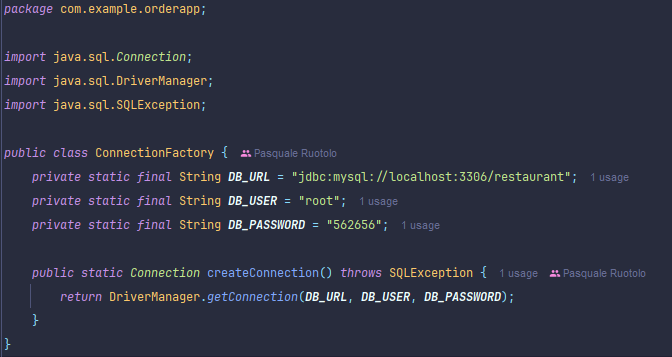 package com.example.orderapp;
import java.sql.Connection;
import java.sql.DriverManager;
import java.sql.SQLException;
public class ConnectionFactory { Pasquale Ruotolo
private static final String DB_URL = "jdbc:mysql://localhost:3306/restaurant"; 1 usage
private static final String DB_USER = "root"; 1 usage
private static final String DB_PASSWORD = "562656"; 1 usage
public static Connection createConnection() throws SQLException { 1 usage Pasquale Ruotolo
return DriverManager.getConnection(DB_URL, DB_USER, DB_PASSWORD);
}
}